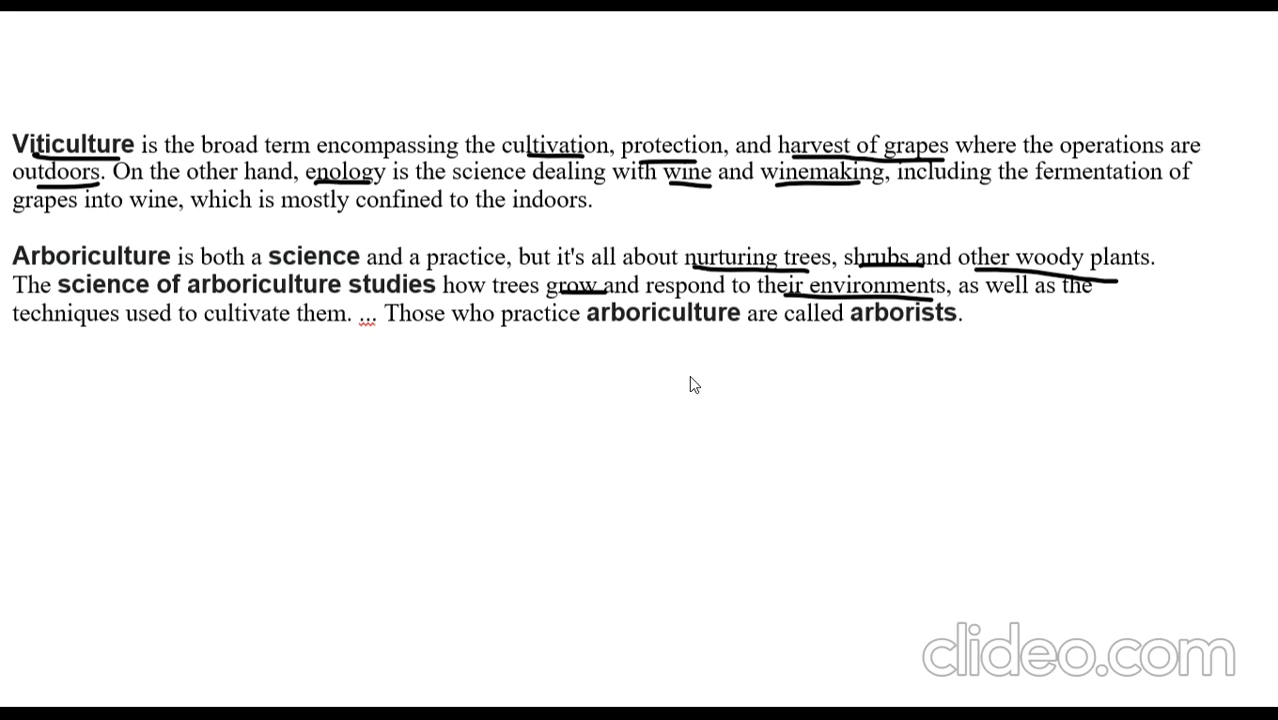 Viticulture is the broad term encompassing the cultivation, protection, and harvest of grapes where the operations are
outdoors. On the other hand, enology is the science dealing with wine and winemaking, including the fermentation of
grapes into wine, which is mostly confined to the indoors.
Arboriculture is both a science and a practice, but it's all about nurturing trees, shrubs and other woody plants.
The science of arboriculture studies how trees grow and respond to their environments, as well as the
techniques used to cultivate them. ... Those who practice arboriculture are called arborists.
clideo.com